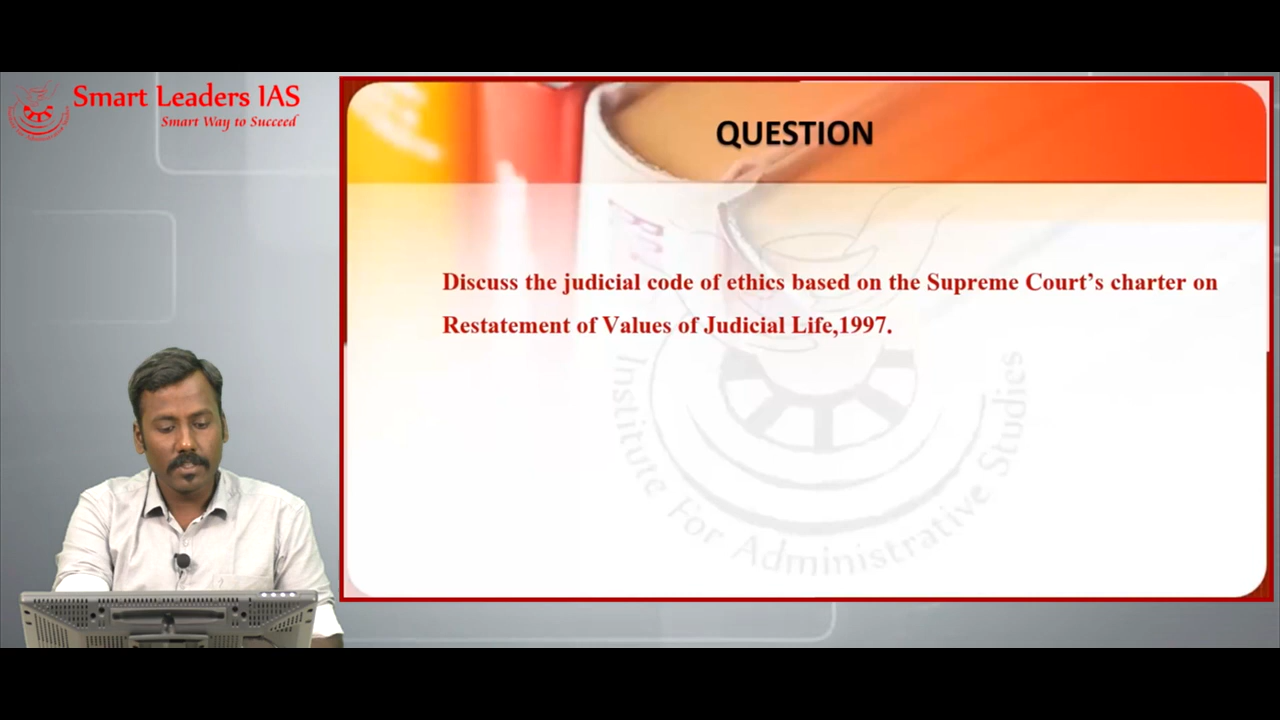 Smart Leaders IAS
Smart Way to Succeed
QUESTION
Discuss the judicial code of ethics based on the Supreme Court’s charter on
Restatement of Values of Judicial Life,1997.
Institute For Administrative Studies